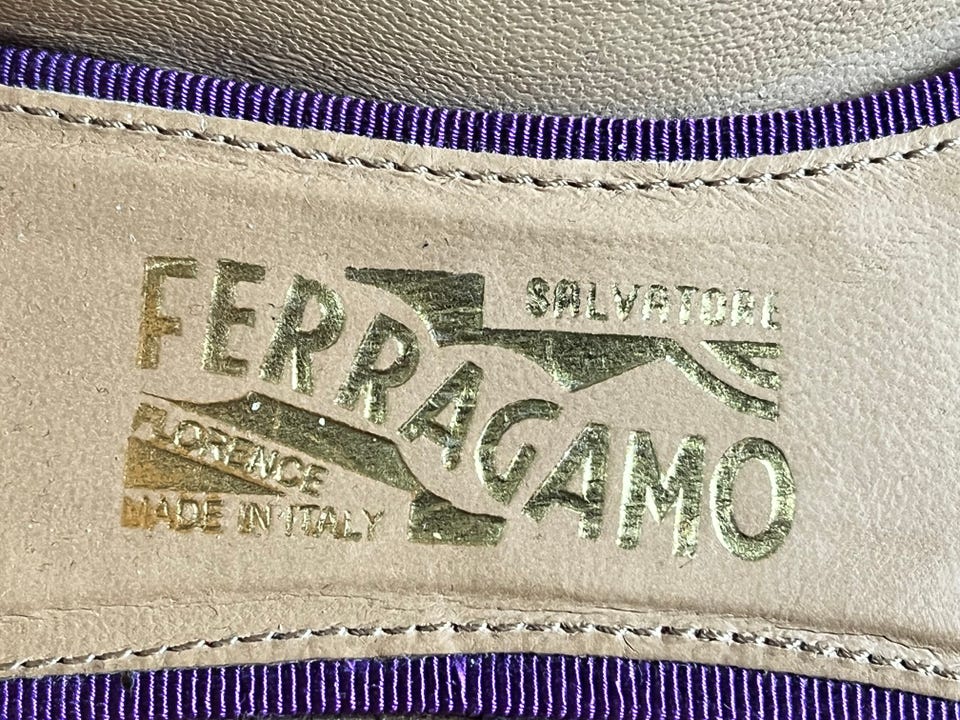 SALVATORE
FERRAGAMO
FLORENCE
MADE IN ITALY